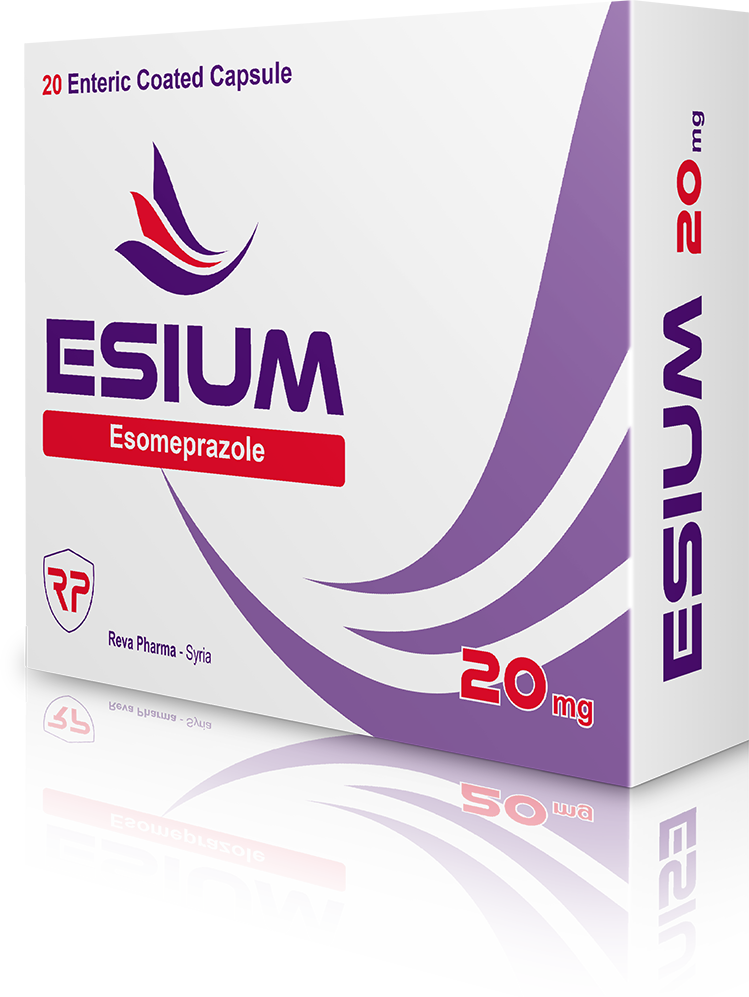 20 Enteric Coated Capsule
ESIUM
Esomeprazole
RP
Reva Pharma - Syria
20 mg
ESIUM 20 mg